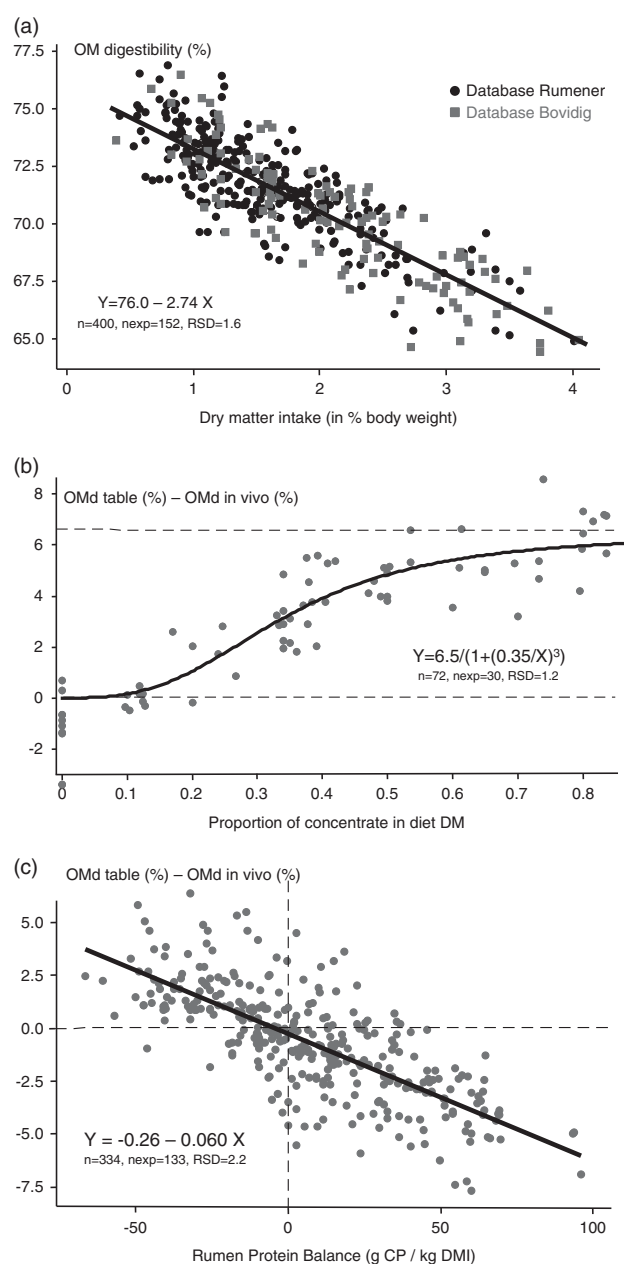 (a)
OM digestibility (%)
77.5
75.0
72.5
70.0
67.5
65.0
Database Rumener
Database Bovidig
Y=76.0 – 2.74 X
n=400, nexp=152, RSD=1.6
0 1 2 3 4
Dry matter intake (in % body weight)
(b)
OMd table (%) – OMd in vivo (%)
8
6
4
2
0
-2
Y=6.5/(1+(0.35/X)³)
n=72, nexp=30, RSD=1.2
0 0.1 0.2 0.3 0.4 0.5 0.6 0.7 0.8
Proportion of concentrate in diet DM
(c)
OMd table (%) – OMd in vivo (%)
5.0
2.5
0.0
-2.5
-5.0
-7.5
Y = -0.26 – 0.060 X
n=334, nexp=133, RSD=2.2
-50 0 50 100
Rumen Protein Balance (g CP / kg DMI)